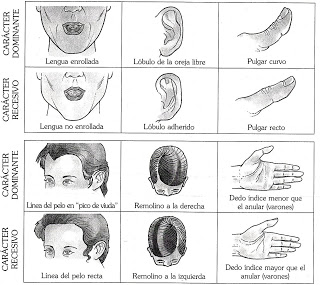 CARÁCTER
DOMINANTE
Lengua enrollada
Lóbulo de la oreja libre
Pulgar curvo
CARÁCTER
RECESIVO
Lengua no enrollada
Lóbulo adherido
Pulgar recto
CARÁCTER
DOMINANTE
Línea del pelo en "pico de viuda"
Remolino a la derecha
Dedo índice menor que
el anular (varones)
CARÁCTER
RECESIVO
Línea del pelo recta
Remolino a la izquierda
Dedo índice mayor que el
anular (varones)